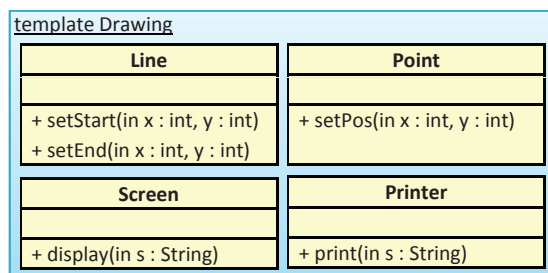 template Drawing
Line
+ setStart(in x : int, y : int)
+ setEnd(in x : int, y : int)
Point
+ setPos(in x : int, y : int)
Screen
+ display(in s : String)
Printer
+ print(in s : String)